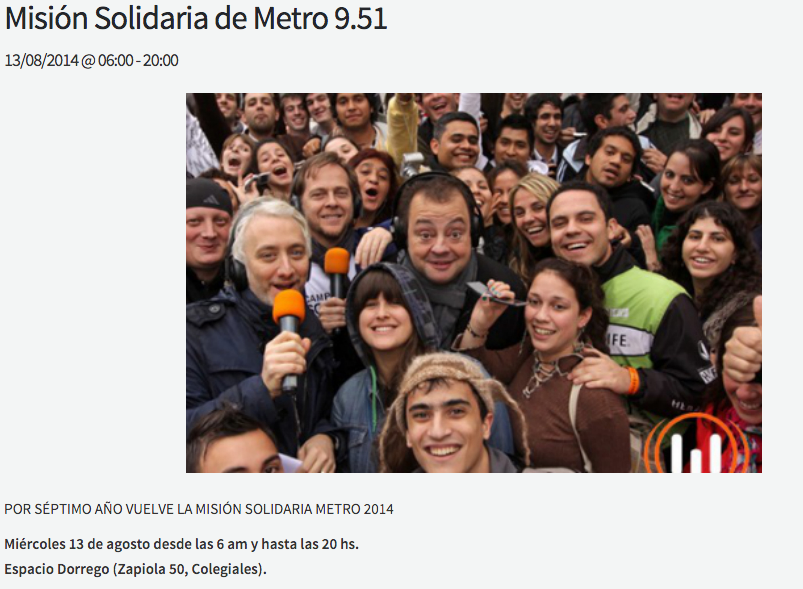 Misión Solidaria de Metro 9.51
13/08/2014 @ 06:00 - 20:00
CAMP
IFE.
POR SÉPTIMO AÑO VUELVE LA MISIÓN SOLIDARIA METRO 2014
Miércoles 13 de agosto desde las 6 am y hasta las 20 hs.
Espacio Dorrego (Zapiola 50, Colegiales).